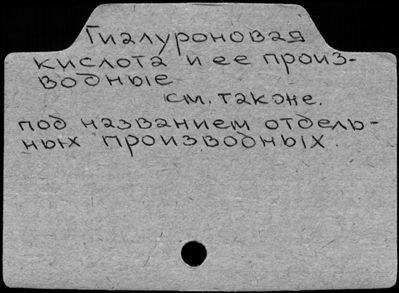 Гиалуроновая
кислота и ее произ-
водные
см. также.
под названием отдель-
ных производных.